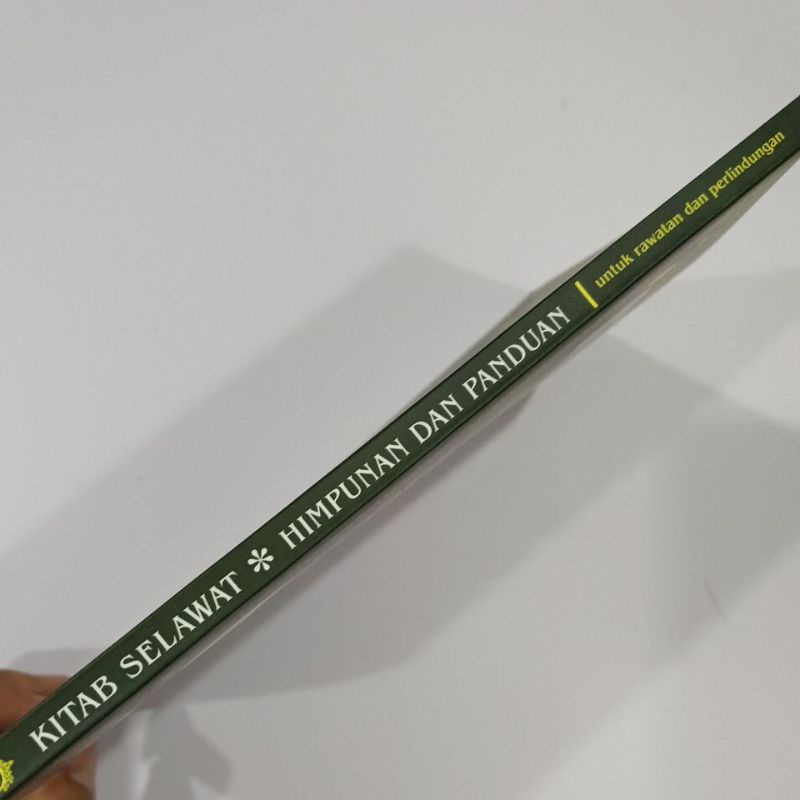 KITAB SELAWAT * HIMPUNAN DAN PANDUAN | untuk rawatan dan perlindungan